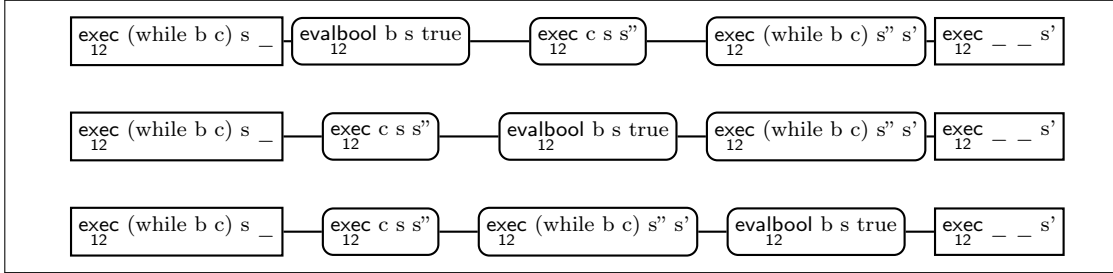 exec (while b c) s _ evalbool b s true exec c s s” exec (while b c) s” s’ exec _ _ s’
12 12 12 12 12
exec (while b c) s _ exec c s s” evalbool b s true exec (while b c) s” s’ exec _ _ s’
12 12 12 12 12
exec (while b c) s _ exec c s s” exec (while b c) s” s’ evalbool b s true exec _ _ s’
12 12 12 12 12